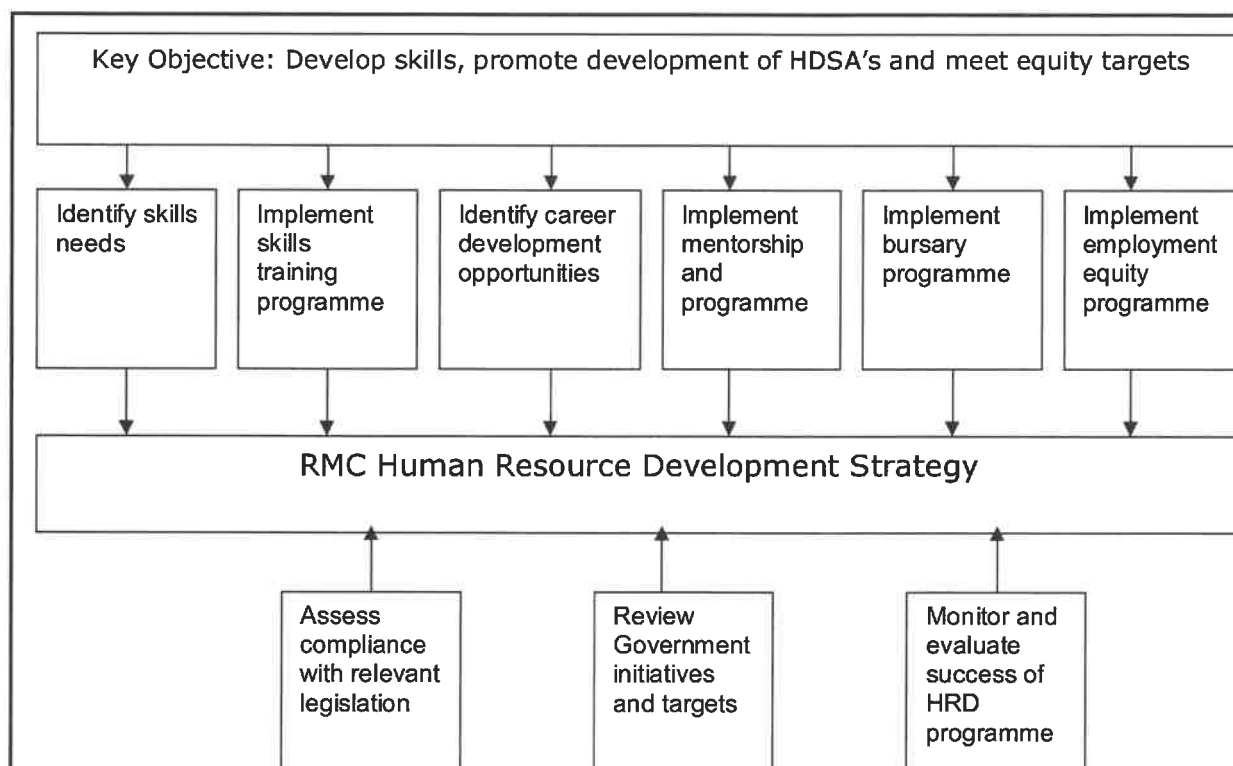 Key Objective: Develop skills, promote development of HDSA's and meet equity targets
Identify skills
needs
Implement
skills
training
programme
Identify career
development
opportunities
Implement
mentorship
and
programme
Implement
bursary
programme
Implement
employment
equity
programme
RMC Human Resource Development Strategy
Assess
compliance
with relevant
legislation
Review
Government
initiatives
and targets
Monitor and
evaluate
success of
HRD
programme